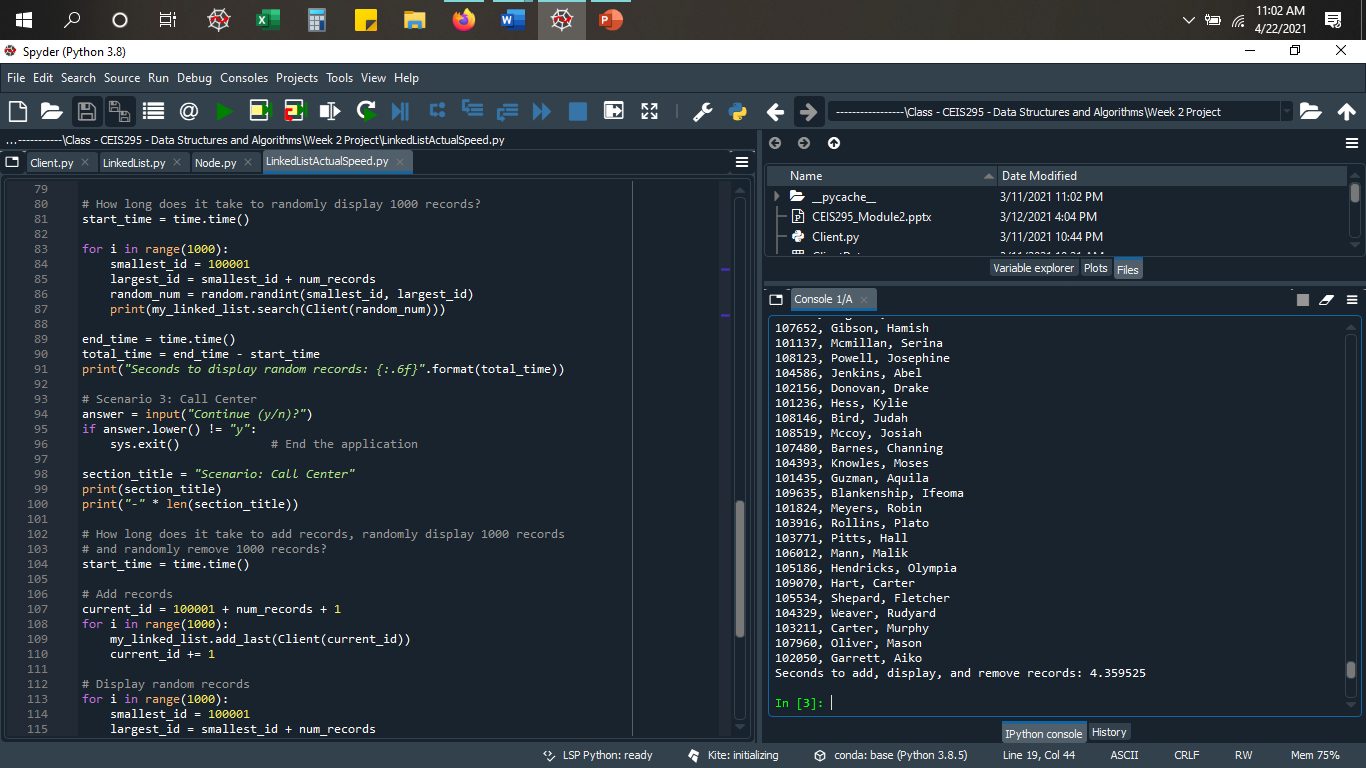 11:02 AM
4/22/2021
Spyder (Python 3.8)
File Edit Search Source Run Debug Consoles Projects Tools View Help
-----------------\Class - CEIS295 - Data Structures and Algorithms\Week 2 Project
...-----------\Class - CEIS295 - Data Structures and Algorithms\Week 2 Project\LinkedListActualSpeed.py
Client.py LinkedList.py Node.py LinkedListActualSpeed.py
79
80 # How long does it take to randomly display 1000 records?
81 start_time = time.time()
82
83 for i in range(1000):
84     smallest_id = 100001
85     largest_id = smallest_id + num_records
86     random_num = random.randint(smallest_id, largest_id)
87     print(my_linked_list.search(Client(random_num)))
88
89 end_time = time.time()
90 total_time = end_time - start_time
91 print("Seconds to display random records: {:.6f}".format(total_time))
92
93 # Scenario 3: Call Center
94 answer = input("Continue (y/n)?")
95 if answer.lower() != "y":
96     sys.exit()             # End the application
97
98 section_title = "Scenario: Call Center"
99 print(section_title)
100 print("-" * len(section_title))
101
102 # How long does it take to add records, randomly display 1000 records
103 # and randomly remove 1000 records?
104 start_time = time.time()
105
106 # Add records
107 current_id = 100001 + num_records + 1
108 for i in range(1000):
109     my_linked_list.add_last(Client(current_id))
110     current_id += 1
111
112 # Display random records
113 for i in range(1000):
114     smallest_id = 100001
115     largest_id = smallest_id + num_records
Name Date Modified
__pycache__ 3/11/2021 11:02 PM
CEIS295_Module2.pptx 3/12/2021 4:04 PM
Client.py 3/11/2021 10:44 PM
Variable explorer Plots Files
Console 1/A
107652, Gibson, Hamish
101137, Mcmillan, Serina
108123, Powell, Josephine
104586, Jenkins, Abel
102156, Donovan, Drake
101236, Hess, Kylie
108146, Bird, Judah
108519, Mccoy, Josiah
107480, Barnes, Channing
104393, Knowles, Moses
101435, Guzman, Aquila
109635, Blankenship, Ifeoma
101824, Meyers, Robin
103916, Rollins, Plato
103771, Pitts, Hall
106012, Mann, Malik
105186, Hendricks, Olympia
109070, Hart, Carter
105534, Shepard, Fletcher
104329, Weaver, Rudyard
103211, Carter, Murphy
107960, Oliver, Mason
102050, Garrett, Aiko
Seconds to add, display, and remove records: 4.359525
In [3]:
IPython console History
LSP Python: ready Kite: initializing conda: base (Python 3.8.5) Line 19, Col 44 ASCII CRLF RW Mem 75%